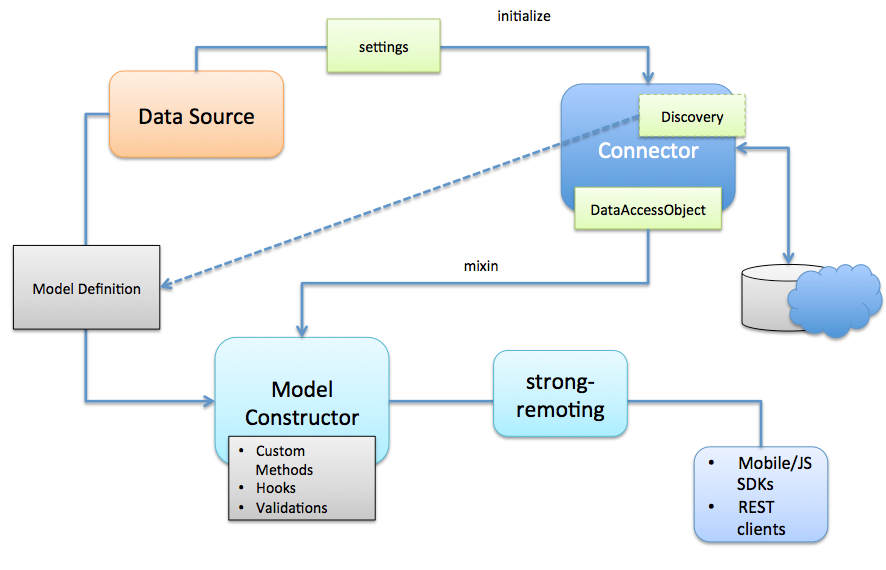 initialize
settings
Data Source
Discovery
Connector
DataAccessObject
mixin
Model Definition
Model
Constructor
• Custom
Methods
• Hooks
• Validations
strong-
remoting
• Mobile/JS
SDKs
• REST
clients